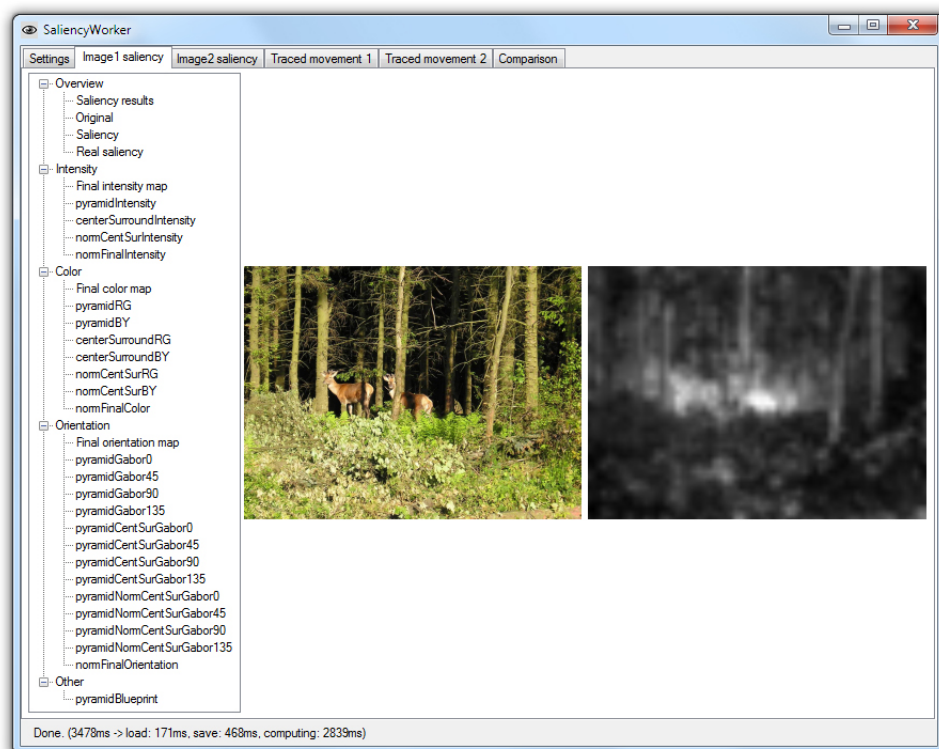 SaliencyWorker
Settings Image1 saliency Image2 saliency Traced movement 1 Traced movement 2 Comparison
Overview
Saliency results
Original
Saliency
Real saliency
Intensity
Final intensity map
pyramidIntensity
centerSurroundIntensity
normCentSurIntensity
normFinalIntensity
Color
Final color map
pyramidRG
pyramidBY
centerSurroundRG
centerSurroundBY
normCentSurRG
normCentSurBY
normFinalColor
Orientation
Final orientation map
pyramidGabor0
pyramidGabor45
pyramidGabor90
pyramidGabor135
pyramidCentSurGabor0
pyramidCentSurGabor45
pyramidCentSurGabor90
pyramidCentSurGabor135
pyramidNormCentSurGabor0
pyramidNormCentSurGabor45
pyramidNormCentSurGabor90
pyramidNormCentSurGabor135
normFinalOrientation
Other
pyramidBlueprint
Done. (3478ms -> load: 171ms, save: 468ms, computing: 2839ms)